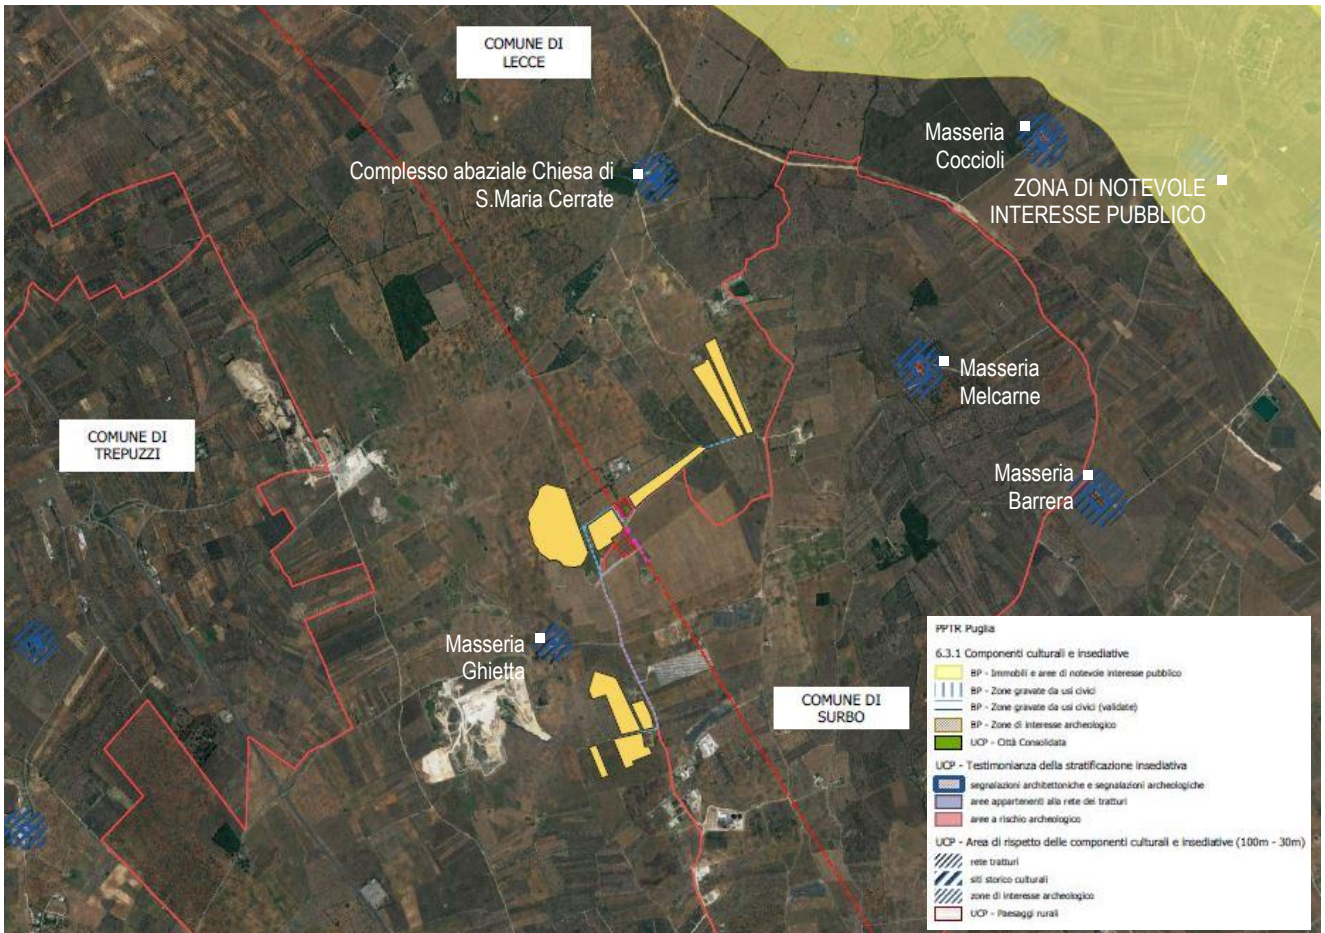 COMUNE DI
LECCE
Masseria
Coccioli
Complesso abaziale Chiesa di
S.Maria Cerrate
ZONA DI NOTEVOLE
INTERESSE PUBBLICO
Masseria
Melcarne
COMUNE DI
TREPUZZI
Masseria
Barrera
Masseria
Ghietta
COMUNE DI
SURBO
PPTR Puglia
6.3.1 Componenti culturali e insediative
BP - Immobili e aree di notevole interesse pubblico
BP - Zone gravate da usi civici
BP - Zone gravate da usi civici (validate)
BP - Zone di interesse archeologico
UCP - Città Consolidata
UCP - Testimonianza della stratificazione insediativa
segnalazioni architettoniche e segnalazioni archeologiche
aree appartenenti alla rete dei tratturi
aree a rischio archeologico
UCP - Area di rispetto delle componenti culturali e insediative (100m - 30m)
rete tratturi
siti storico culturali
zone di interesse archeologico
UCP - Paesaggi rurali